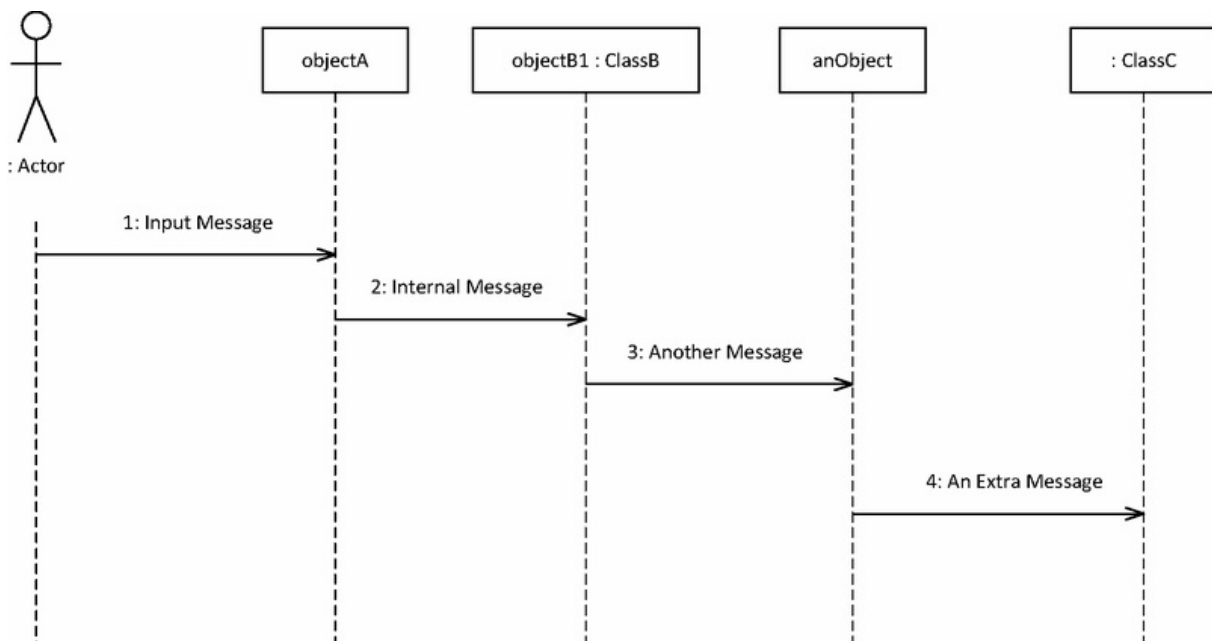 objectA
objectB1 : ClassB
anObject
: ClassC
: Actor
1: Input Message
2: Internal Message
3: Another Message
4: An Extra Message